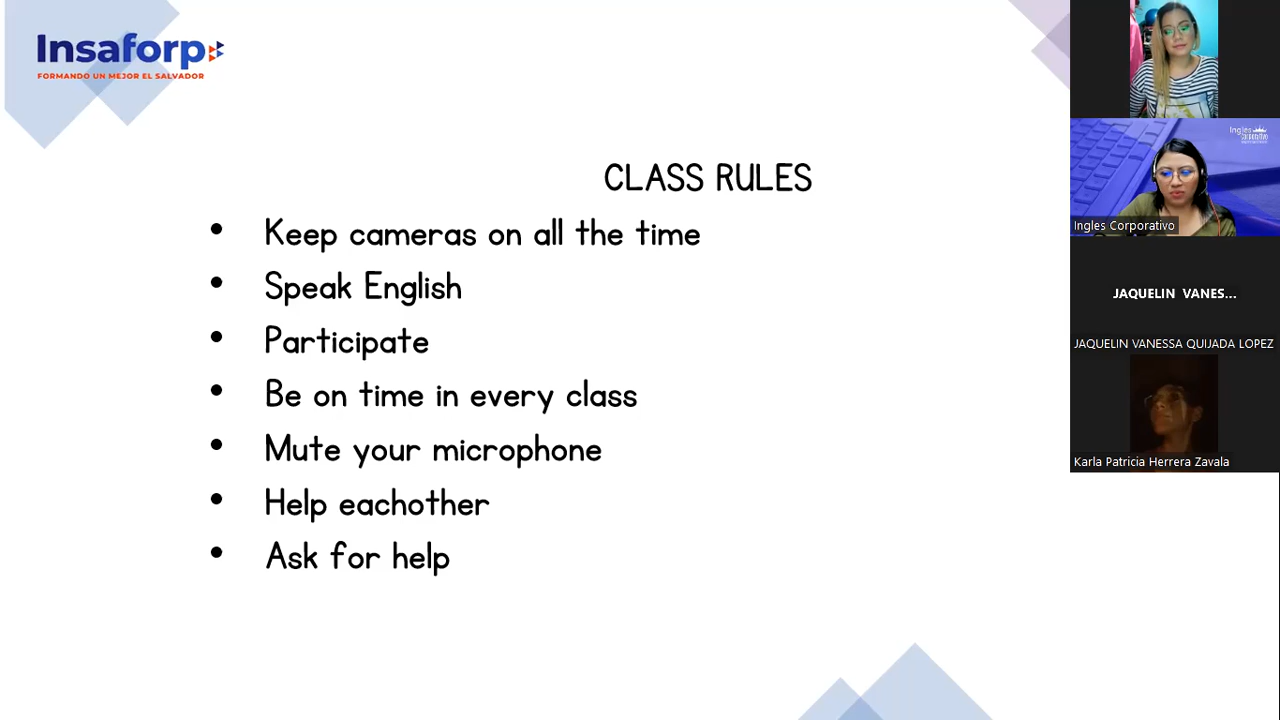 Insaforp
FORMANDO UN MEJOR EL SALVADOR
CLASS RULES
• Keep cameras on all the time
• Speak English
• Participate
• Be on time in every class
• Mute your microphone
• Help eachother
• Ask for help
Ingles Corporativo
JAQUELIN VANES...
JAQUELIN VANESSA QUIJADA LOPEZ
Karla Patricia Herrera Zavala